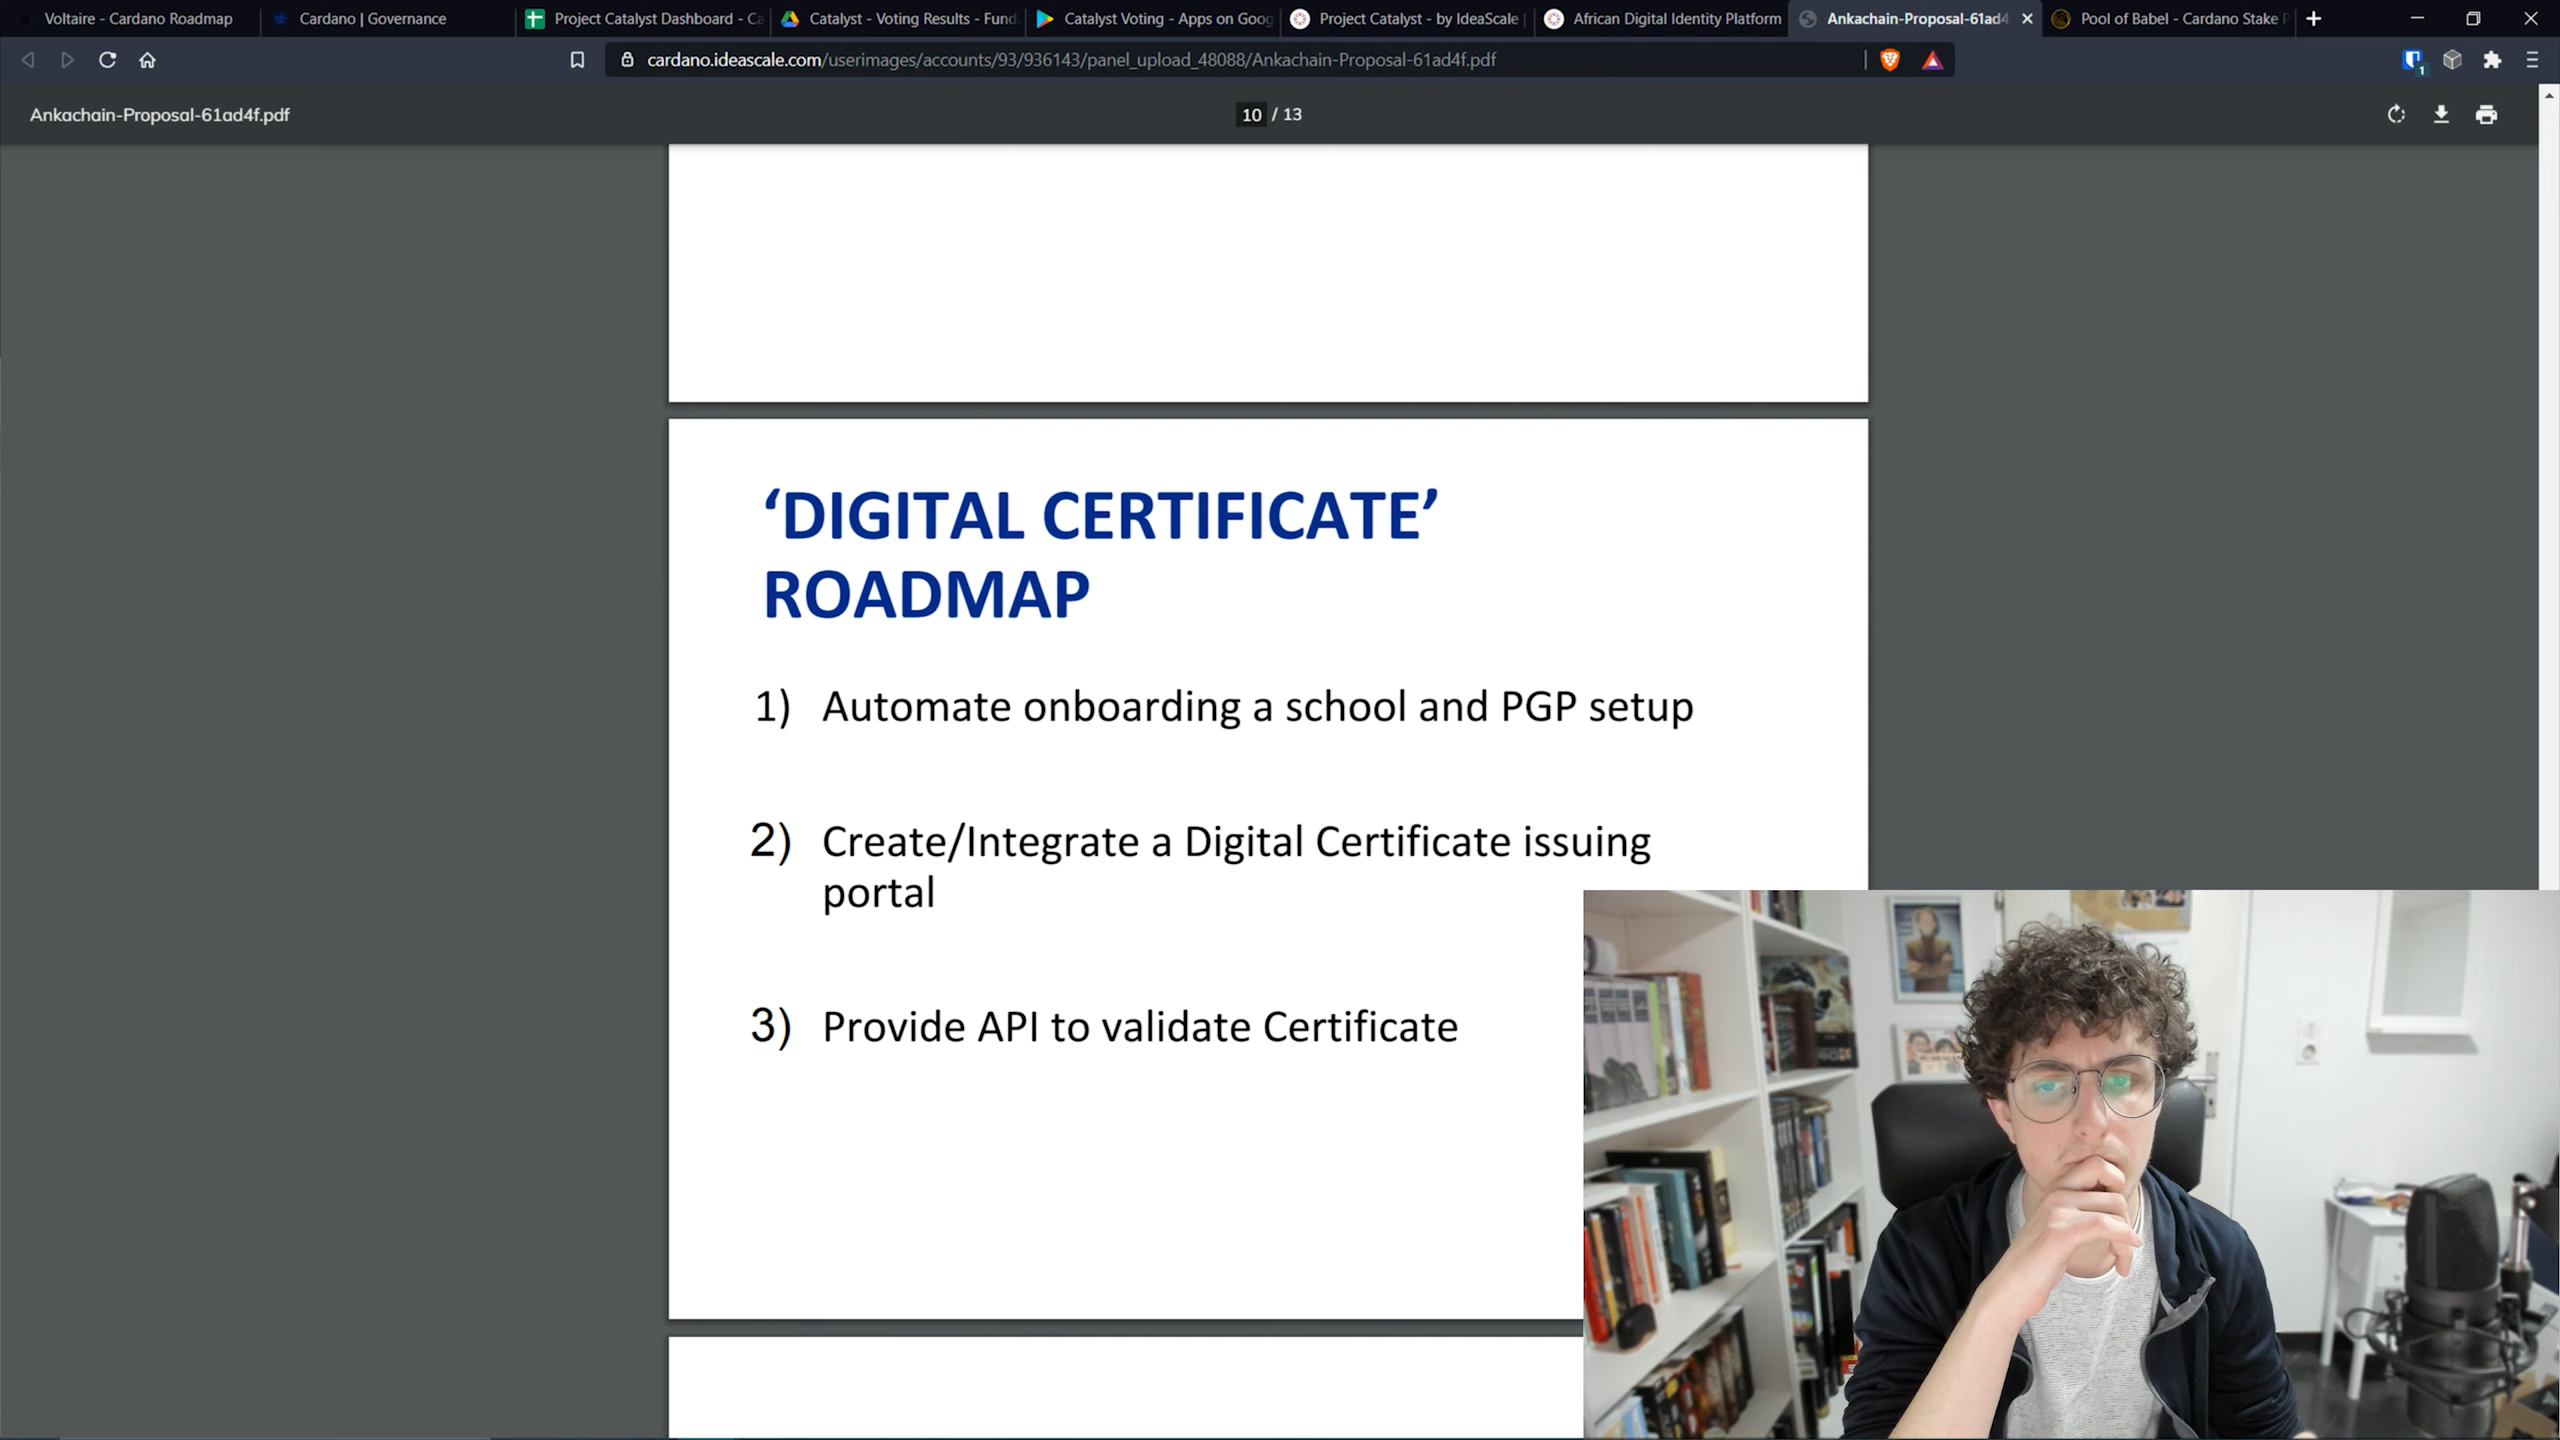 Voltaire - Cardano Roadmap
Cardano | Governance
Project Catalyst Dashboard - Ca
Catalyst - Voting Results - Fund
Catalyst Voting - Apps on Goog
Project Catalyst - by IdeaScale
African Digital Identity Platform
Ankachain-Proposal-61ad4
Pool of Babel - Cardano Stake P
cardano.ideascale.com/userimages/accounts/93/936143/panel_upload_48088/Ankachain-Proposal-61ad4f.pdf
1
Ankachain-Proposal-61ad4f.pdf
10 / 13
‘DIGITAL CERTIFICATE’
ROADMAP
1) Automate onboarding a school and PGP setup
2) Create/Integrate a Digital Certificate issuing
portal
3) Provide API to validate Certificate